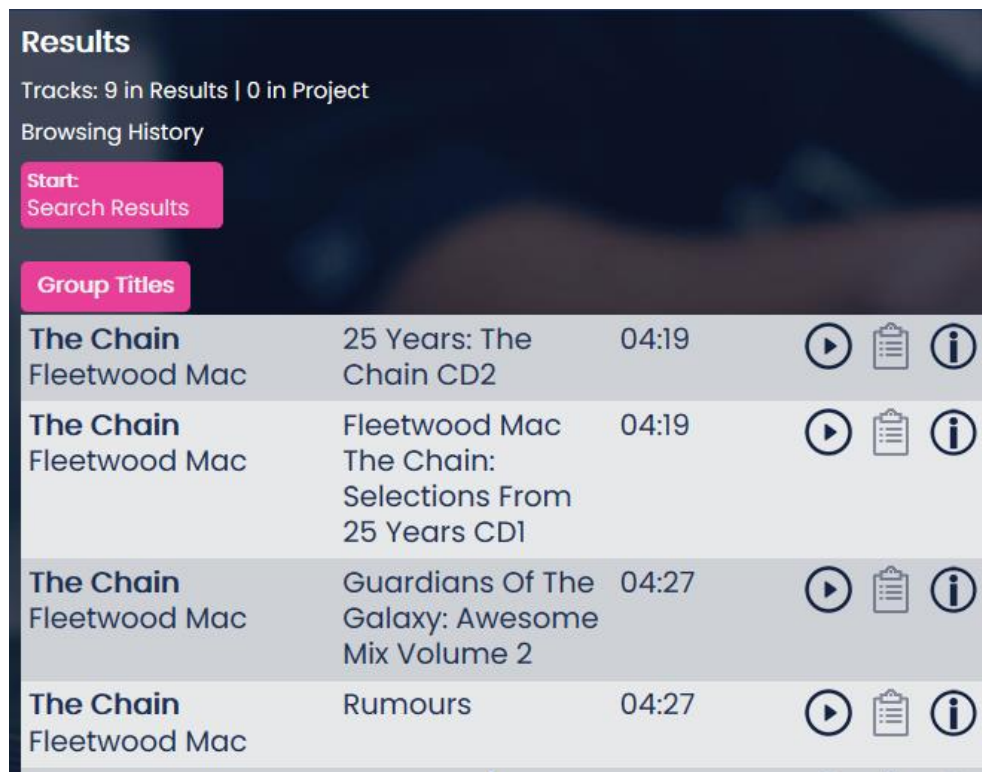 Results
Tracks: 9 in Results | 0 in Project
Browsing History
Start:
Search Results
Group Titles
The Chain
Fleetwood Mac
25 Years: The
Chain CD2
04:19
The Chain
Fleetwood Mac
Fleetwood Mac
The Chain:
Selections From
25 Years CD1
04:19
The Chain
Fleetwood Mac
Guardians Of The
Galaxy: Awesome
Mix Volume 2
04:27
The Chain
Fleetwood Mac
Rumours
04:27